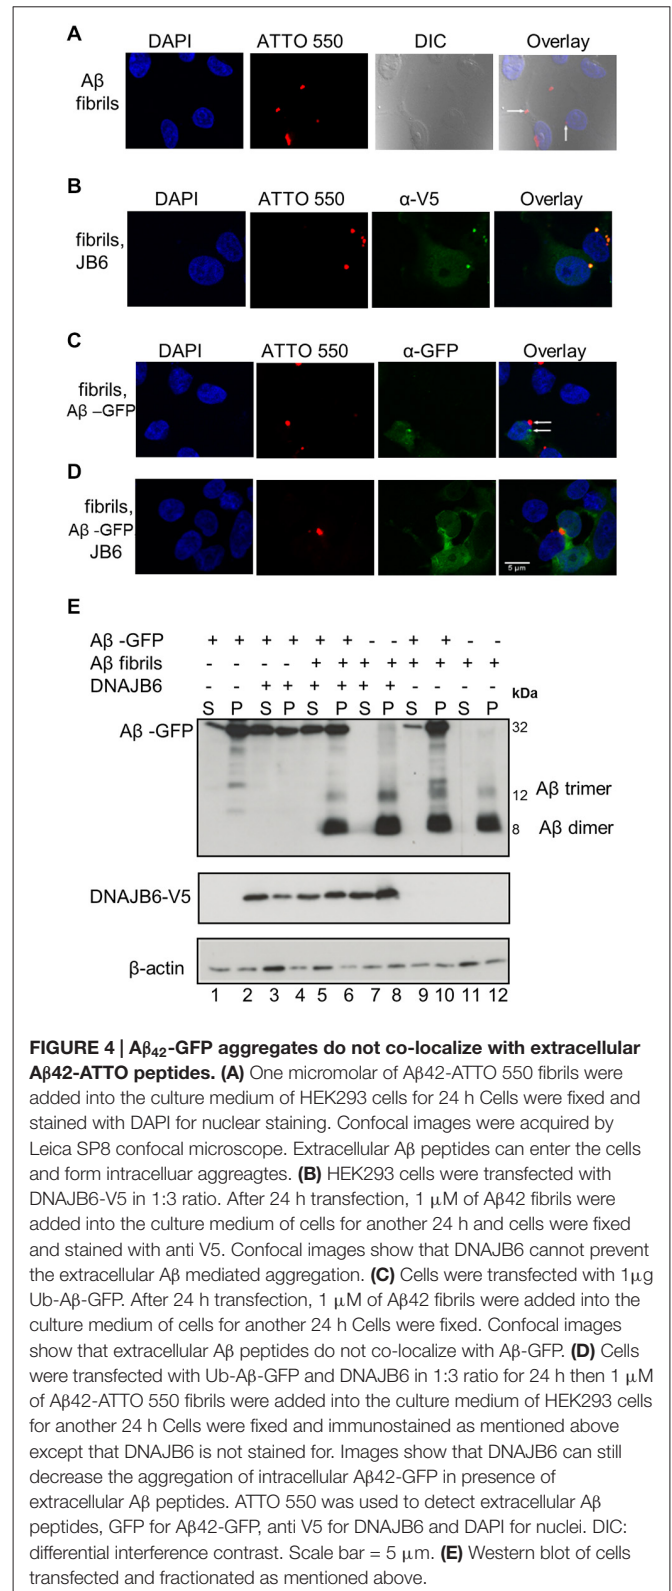 A
DAPI ATTO 550 DIC Overlay
Aβ
fibrils
B
DAPI ATTO 550 α-V5 Overlay
fibrils,
JB6
C
DAPI ATTO 550 α-GFP Overlay
fibrils,
Aβ –GFP
D
fibrils,
Aβ -GFP
JB6
5 μm
E
Aβ -GFP + + + + + + - - + + - -
Aβ fibrils - - - - + + + + + + + +
DNAJB6 - - + + + + + + - - - -
S P S P S P S P S P S P kDa
Aβ -GFP 32
12 Aβ trimer
8 Aβ dimer
DNAJB6-V5
β-actin
1 2 3 4 5 6 7 8 9 10 11 12
FIGURE 4 | Aβ42-GFP aggregates do not co-localize with extracellular
Aβ42-ATTO peptides. (A) One micromolar of Aβ42-ATTO 550 fibrils were
added into the culture medium of HEK293 cells for 24 h Cells were fixed and
stained with DAPI for nuclear staining. Confocal images were acquired by
Leica SP8 confocal microscope. Extracellular Aβ peptides can enter the cells
and form intracelluar aggreagtes. (B) HEK293 cells were transfected with
DNAJB6-V5 in 1:3 ratio. After 24 h transfection, 1 μM of Aβ42 fibrils were
added into the culture medium of cells for another 24 h and cells were fixed
and stained with anti V5. Confocal images show that DNAJB6 cannot prevent
the extracellular Aβ mediated aggregation. (C) Cells were transfected with 1μg
Ub-Aβ-GFP. After 24 h transfection, 1 μM of Aβ42 fibrils were added into the
culture medium of cells for another 24 h Cells were fixed. Confocal images
show that extracellular Aβ peptides do not co-localize with Aβ-GFP. (D) Cells
were transfected with Ub-Aβ-GFP and DNAJB6 in 1:3 ratio for 24 h then 1 μM
of Aβ42-ATTO 550 fibrils were added into the culture medium of HEK293 cells
for another 24 h Cells were fixed and immunostained as mentioned above
except that DNAJB6 is not stained for. Images show that DNAJB6 can still
decrease the aggregation of intracellular Aβ42-GFP in presence of
extracellular Aβ peptides. ATTO 550 was used to detect extracellular Aβ
peptides, GFP for Aβ42-GFP, anti V5 for DNAJB6 and DAPI for nuclei. DIC:
differential interference contrast. Scale bar = 5 μm. (E) Western blot of cells
transfected and fractionated as mentioned above.